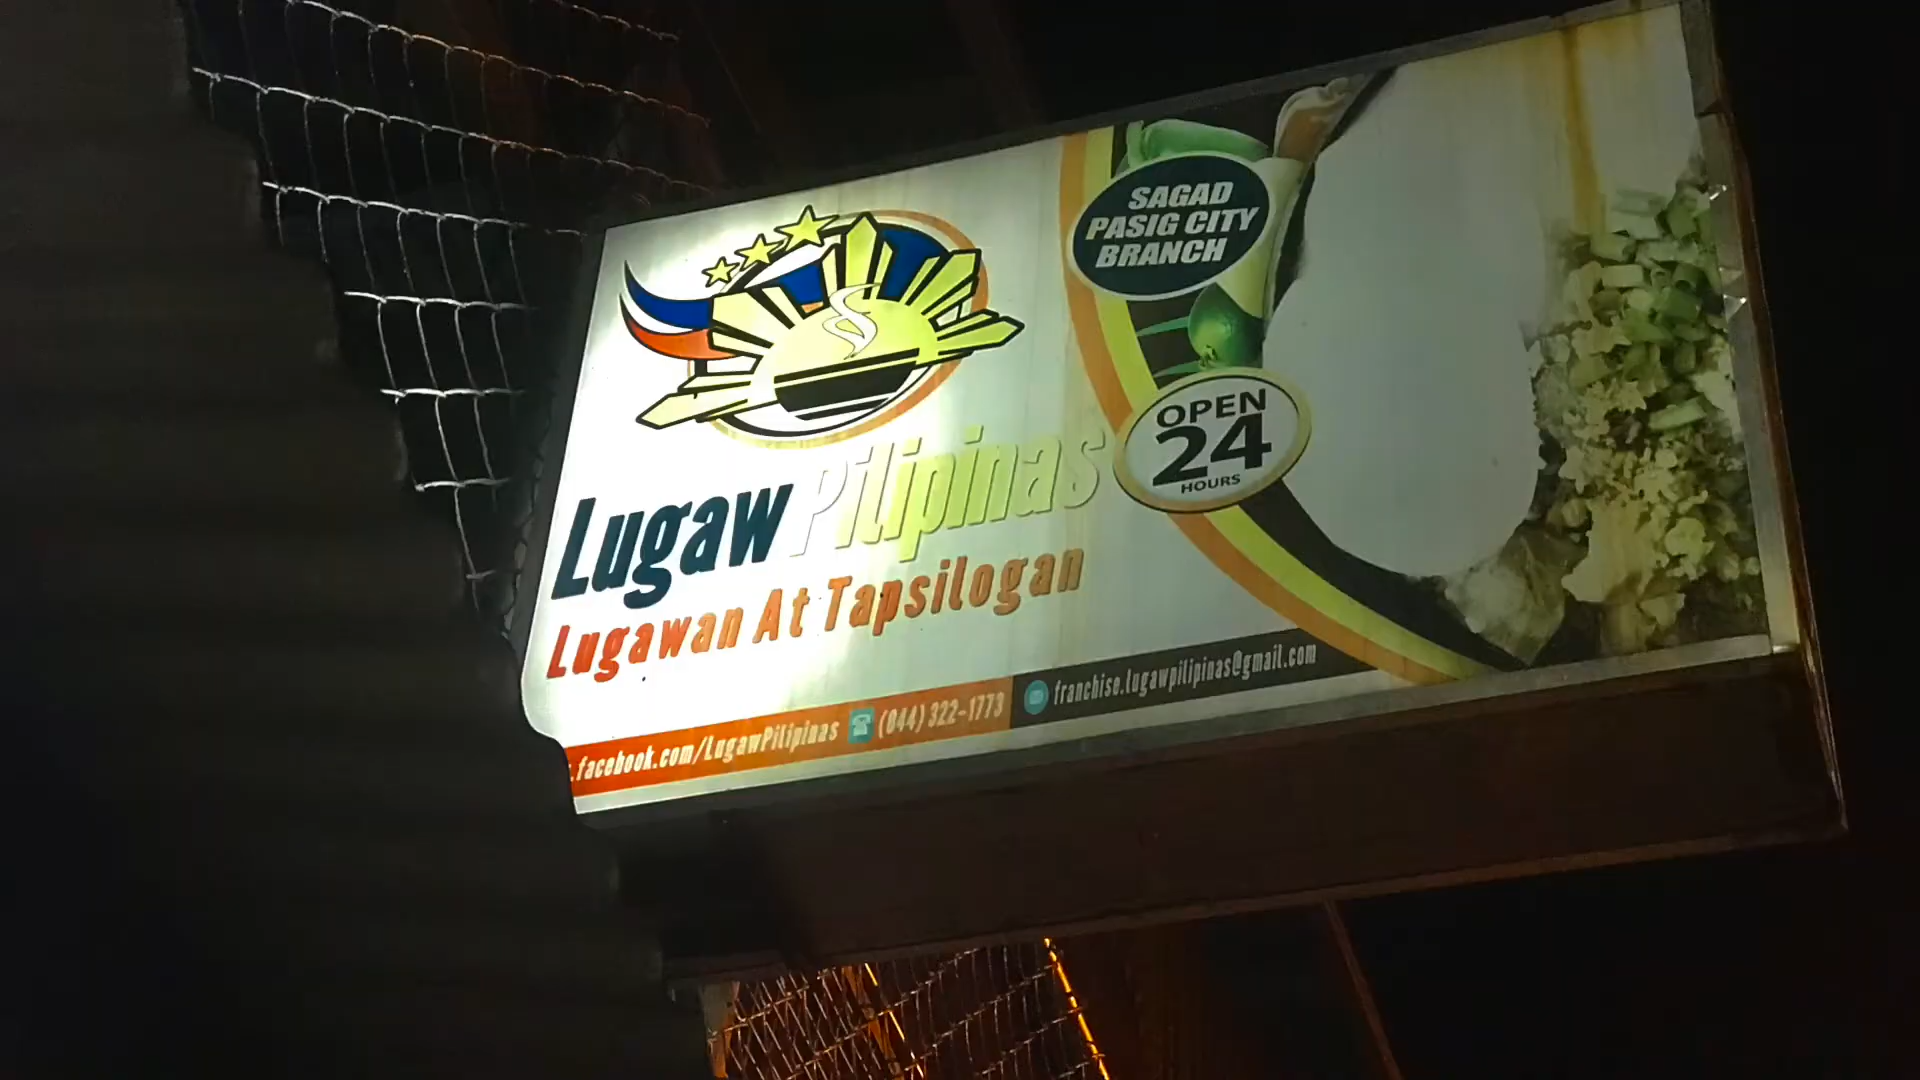 SAGAD
PASIG CITY
BRANCH
OPEN
24
HOURS
Lugaw Pilipinas
Lugawan At Tapsilogan
.facebook.com/LugawPilipinas (044) 322-1773 franchise.lugawpilipinas@gmail.com